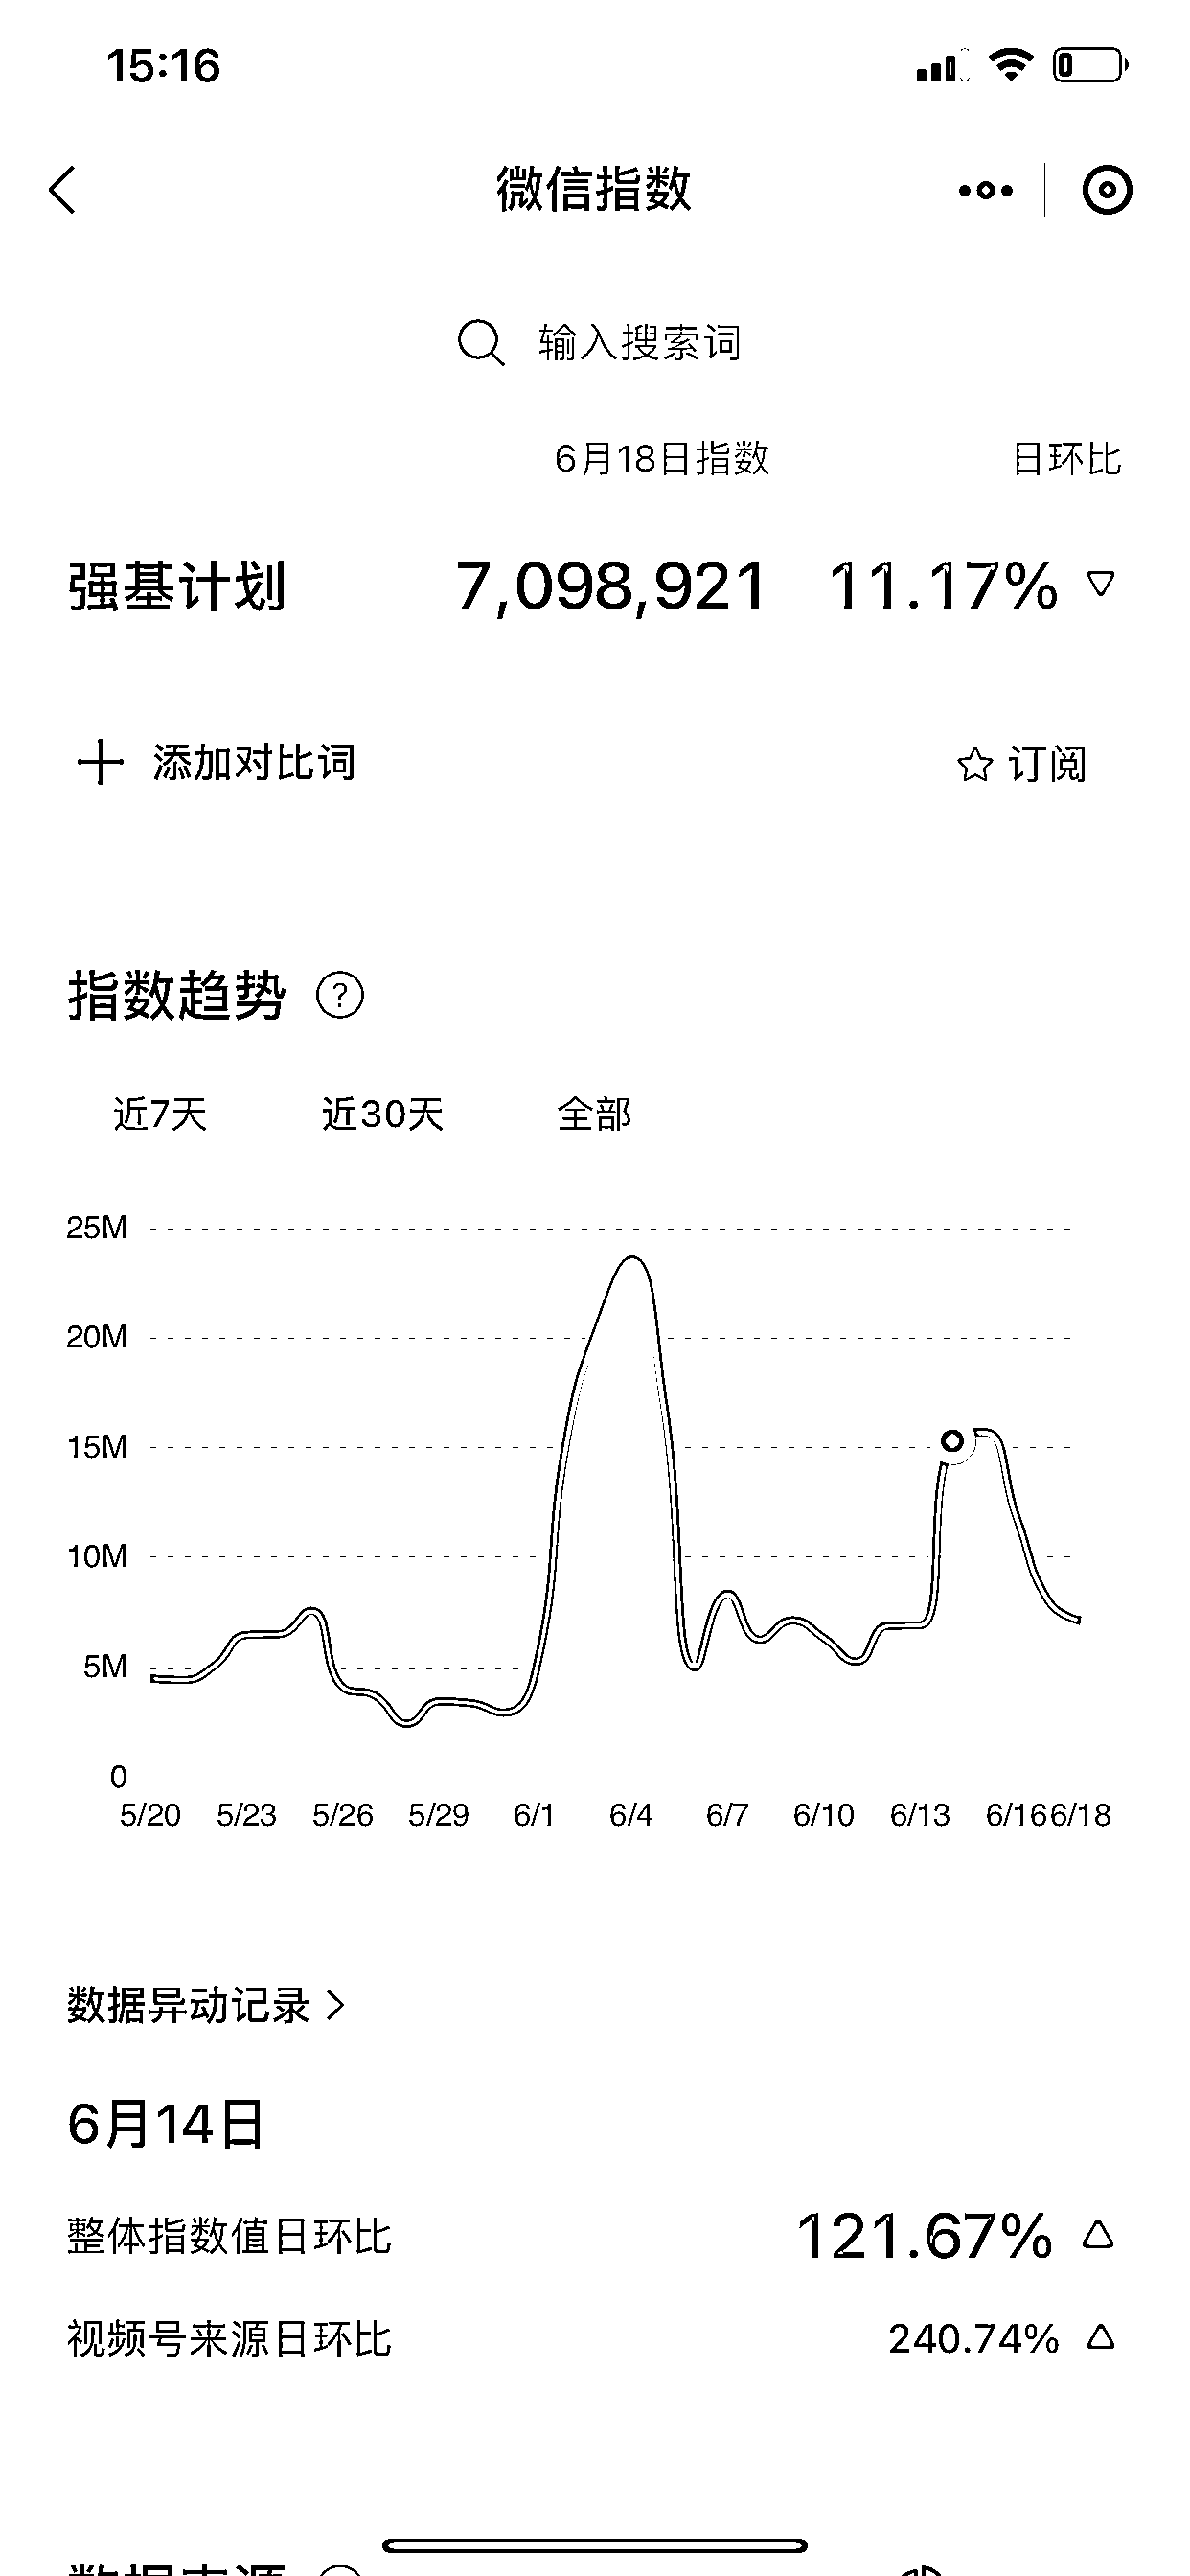 15:16
微信指数
输入搜索词
6月18日指数 日环比
强基计划 7,098,921 11.17%
添加对比词 订阅
指数趋势 ?
近7天 近30天 全部
25M
20M
15M
10M
5M
0
5/20 5/23 5/26 5/29 6/1 6/4 6/7 6/10 6/13 6/16 6/18
数据异动记录 >
6月14日
整体指数值日环比 121.67%
视频号来源日环比 240.74%
数据来源